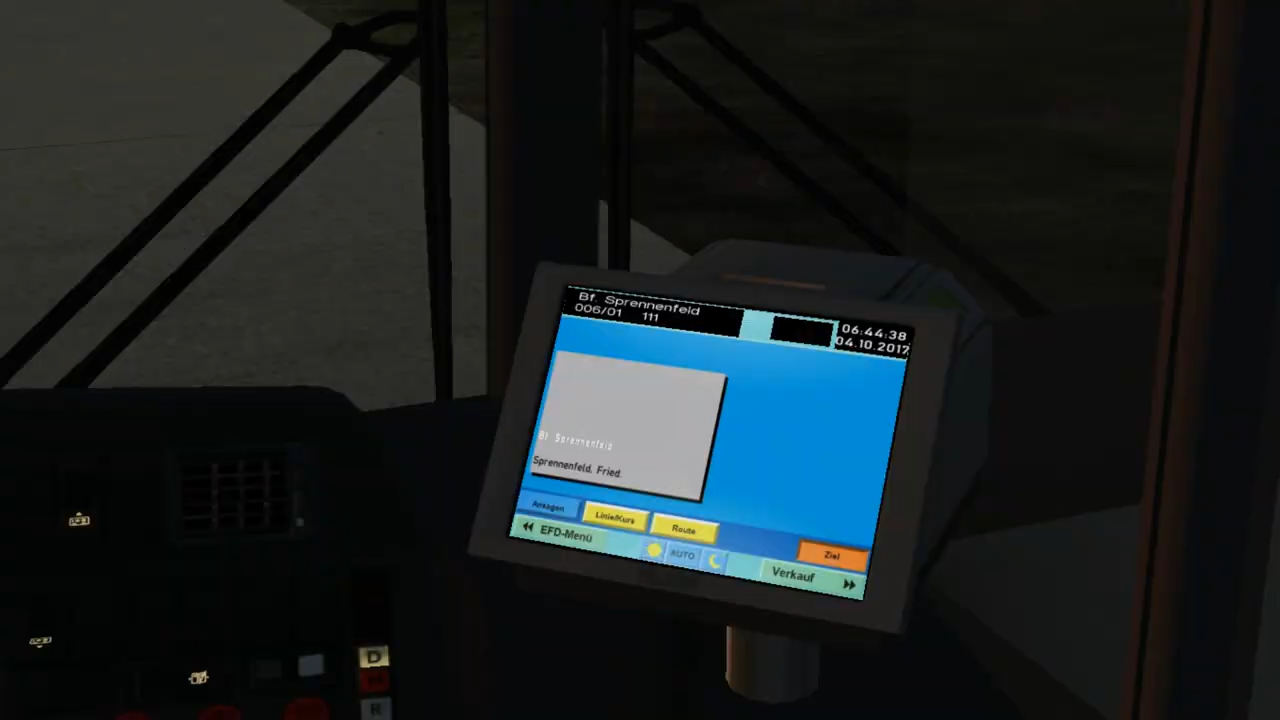 Bf. Sprennenfeld
006/01 111
06:44:38
04.10.2017
Bf Sprennenfeld
Sprennenfeld, Fried.
Ansagen
Linie/Kurs
Route
Ziel
EFD-Menü
AUTO
Verkauf
D
N
R